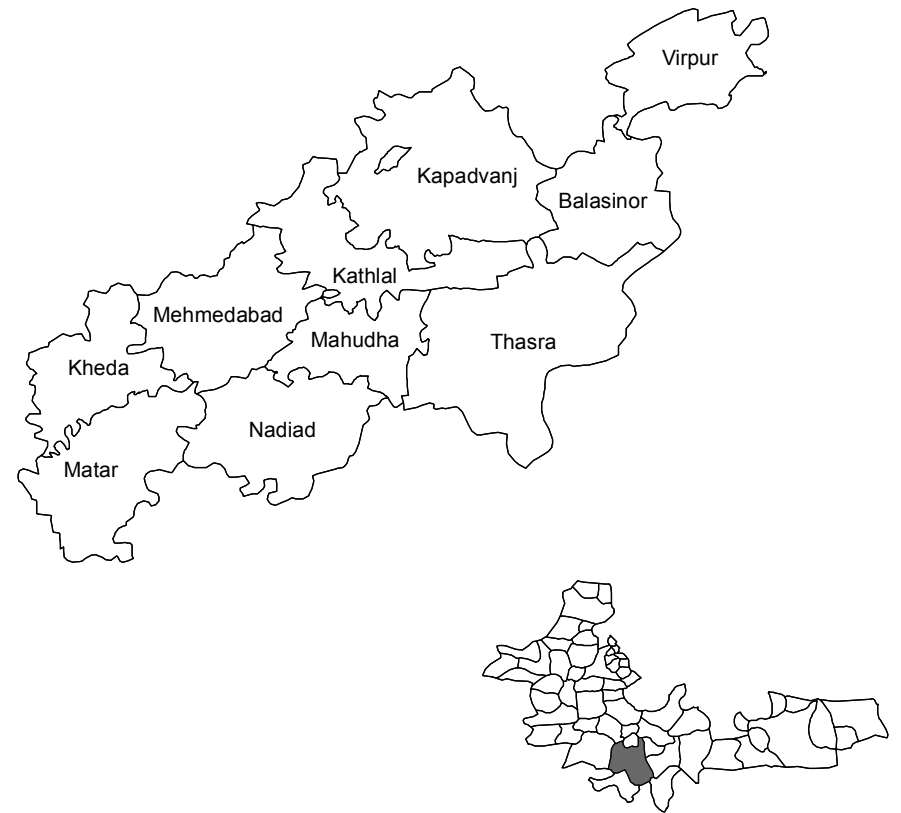 Virpur
Kapadvanj
Balasinor
Kathlal
Mehmedabad
Mahudha
Thasra
Kheda
Nadiad
Matar